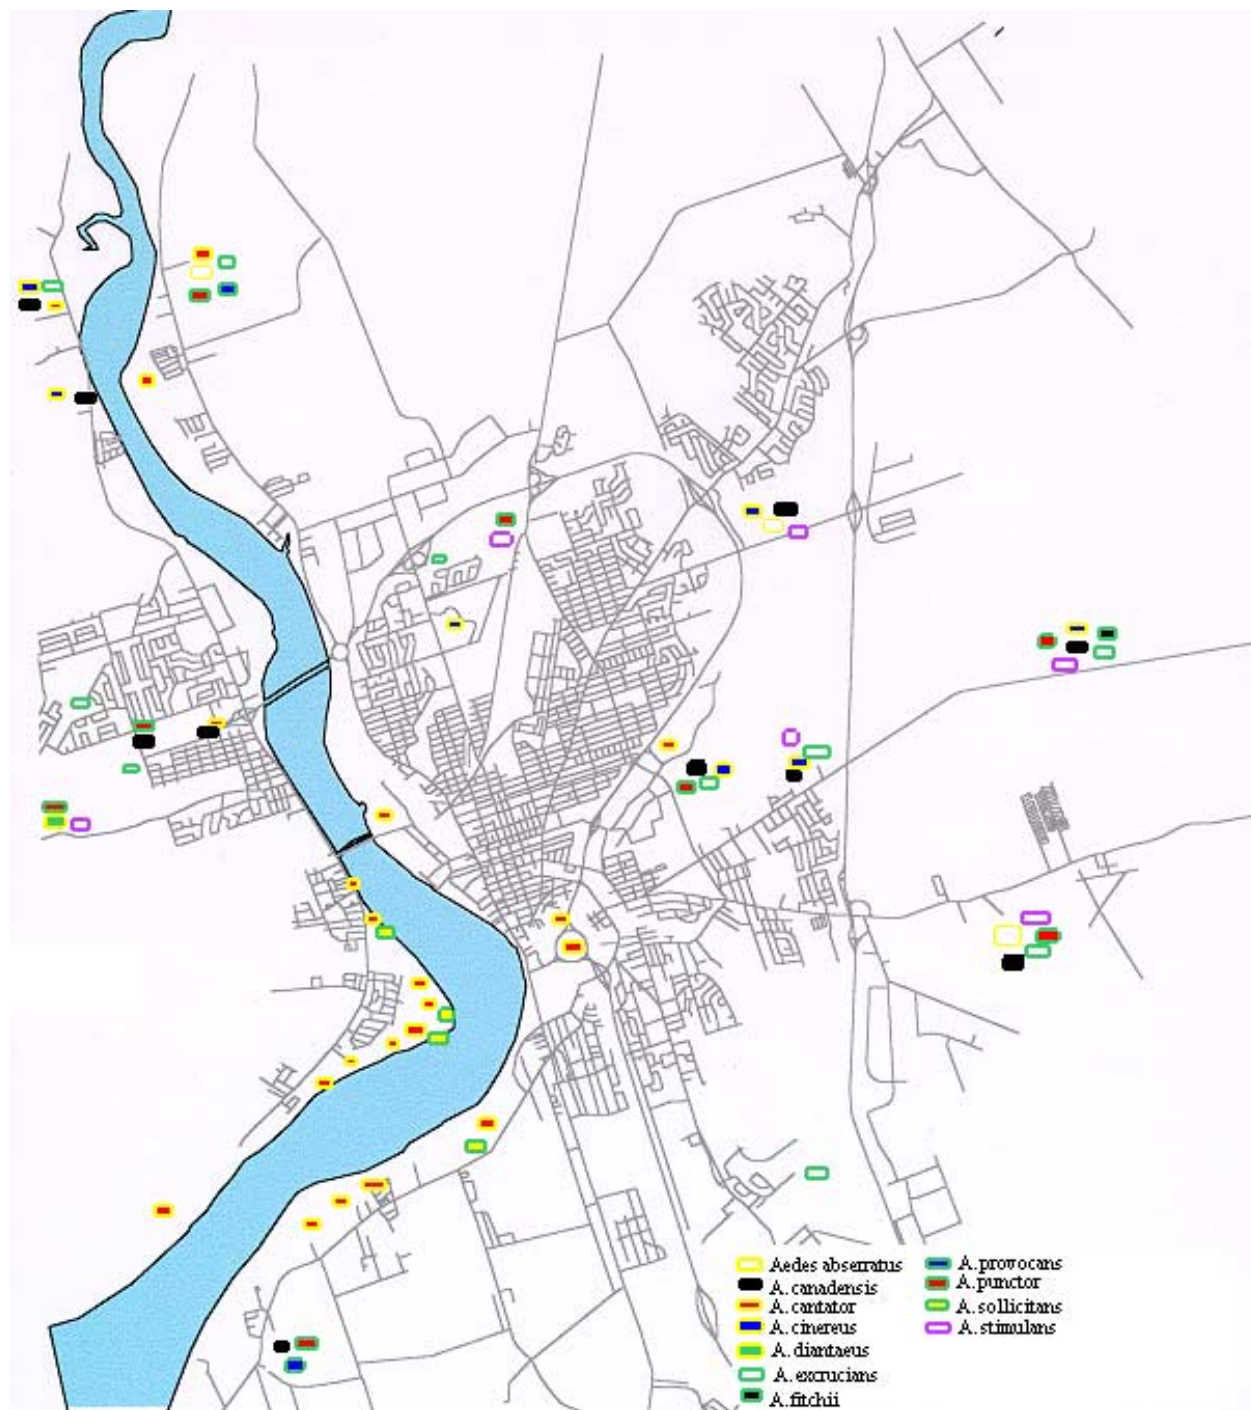 Aedes abserratus
A. canadensis
A. cantator
A. cinereus
A. diantaeus
A. excrucians
A. fitchii
A. provocans
A. punctor
A. sollicitans
A. stimulans